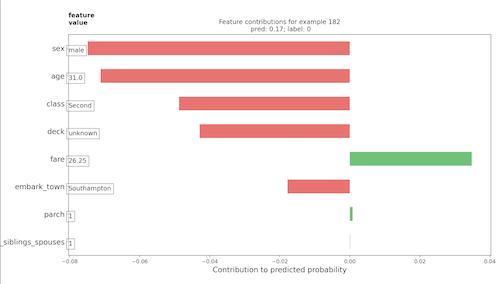 feature
value
Feature contributions for example 182
pred: 0.17; label: 0
sex male
age 31.0
class Second
deck unknown
fare 26.25
embark_town Southampton
parch 1
_siblings_spouses 1
−0.08 −0.06 −0.04 −0.02 0.00 0.02 0.04
Contribution to predicted probability